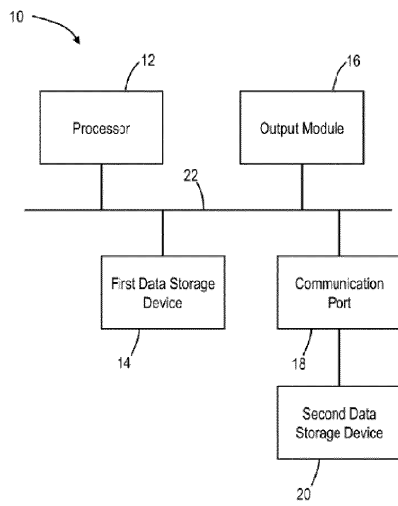 10
12
16
Processor
Output Module
22
First Data Storage
Device
Communication
Port
14
18
Second Data
Storage Device
20